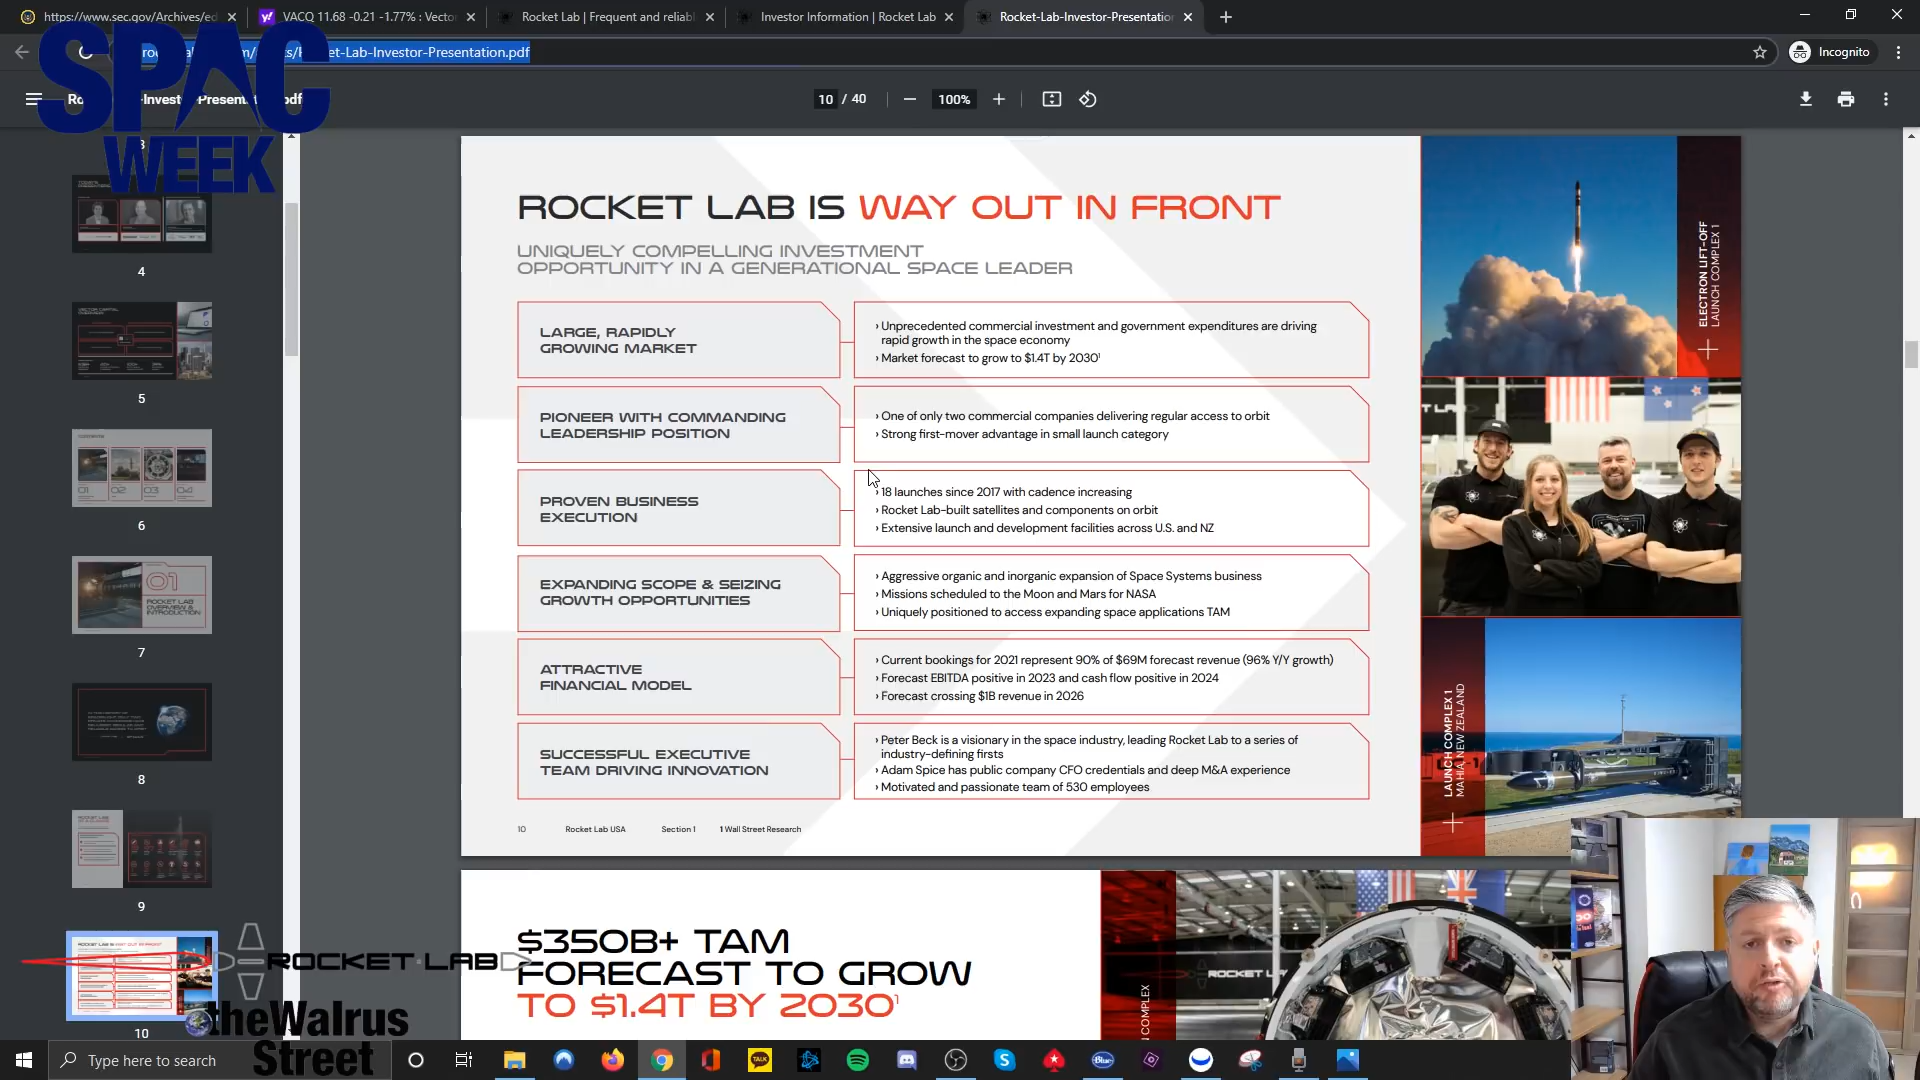 https://www.sec.gov/Archives/ed
VACQ 11.68 -0.21 -1.77% : Vector
Rocket Lab | Frequent and reliabl
Investor Information | Rocket Lab
Rocket-Lab-Investor-Presentation
ket-Lab-Investor-Presentation.pdf
Incognito
SPAC
WEEK
10 / 40
100%
4
5
6
7
8
9
10
ROCKET LAB IS WAY OUT IN FRONT
UNIQUELY COMPELLING INVESTMENT
OPPORTUNITY IN A GENERATIONAL SPACE LEADER
LARGE, RAPIDLY
GROWING MARKET
› Unprecedented commercial investment and government expenditures are driving
rapid growth in the space economy
› Market forecast to grow to $1.4T by 2030¹
PIONEER WITH COMMANDING
LEADERSHIP POSITION
› One of only two commercial companies delivering regular access to orbit
› Strong first-mover advantage in small launch category
PROVEN BUSINESS
EXECUTION
› 18 launches since 2017 with cadence increasing
› Rocket Lab-built satellites and components on orbit
› Extensive launch and development facilities across U.S. and NZ
EXPANDING SCOPE & SEIZING
GROWTH OPPORTUNITIES
› Aggressive organic and inorganic expansion of Space Systems business
› Missions scheduled to the Moon and Mars for NASA
› Uniquely positioned to access expanding space applications TAM
ATTRACTIVE
FINANCIAL MODEL
› Current bookings for 2021 represent 90% of $69M forecast revenue (96% Y/Y growth)
› Forecast EBITDA positive in 2023 and cash flow positive in 2024
› Forecast crossing $1B revenue in 2026
SUCCESSFUL EXECUTIVE
TEAM DRIVING INNOVATION
› Peter Beck is a visionary in the space industry, leading Rocket Lab to a series of
industry-defining firsts
› Adam Spice has public company CFO credentials and deep M&A experience
› Motivated and passionate team of 530 employees
10 Rocket Lab USA Section 1 1 Wall Street Research
ELECTRON LIFT-OFF
LAUNCH COMPLEX 1
LAUNCH COMPLEX 1
MAHIA, NEW ZEALAND
$350B+ TAM
FORECAST TO GROW
TO $1.4T BY 2030¹
COMPLEX
ROCKET LAB
ROCKET LAB
theWalrus
Street
Type here to search